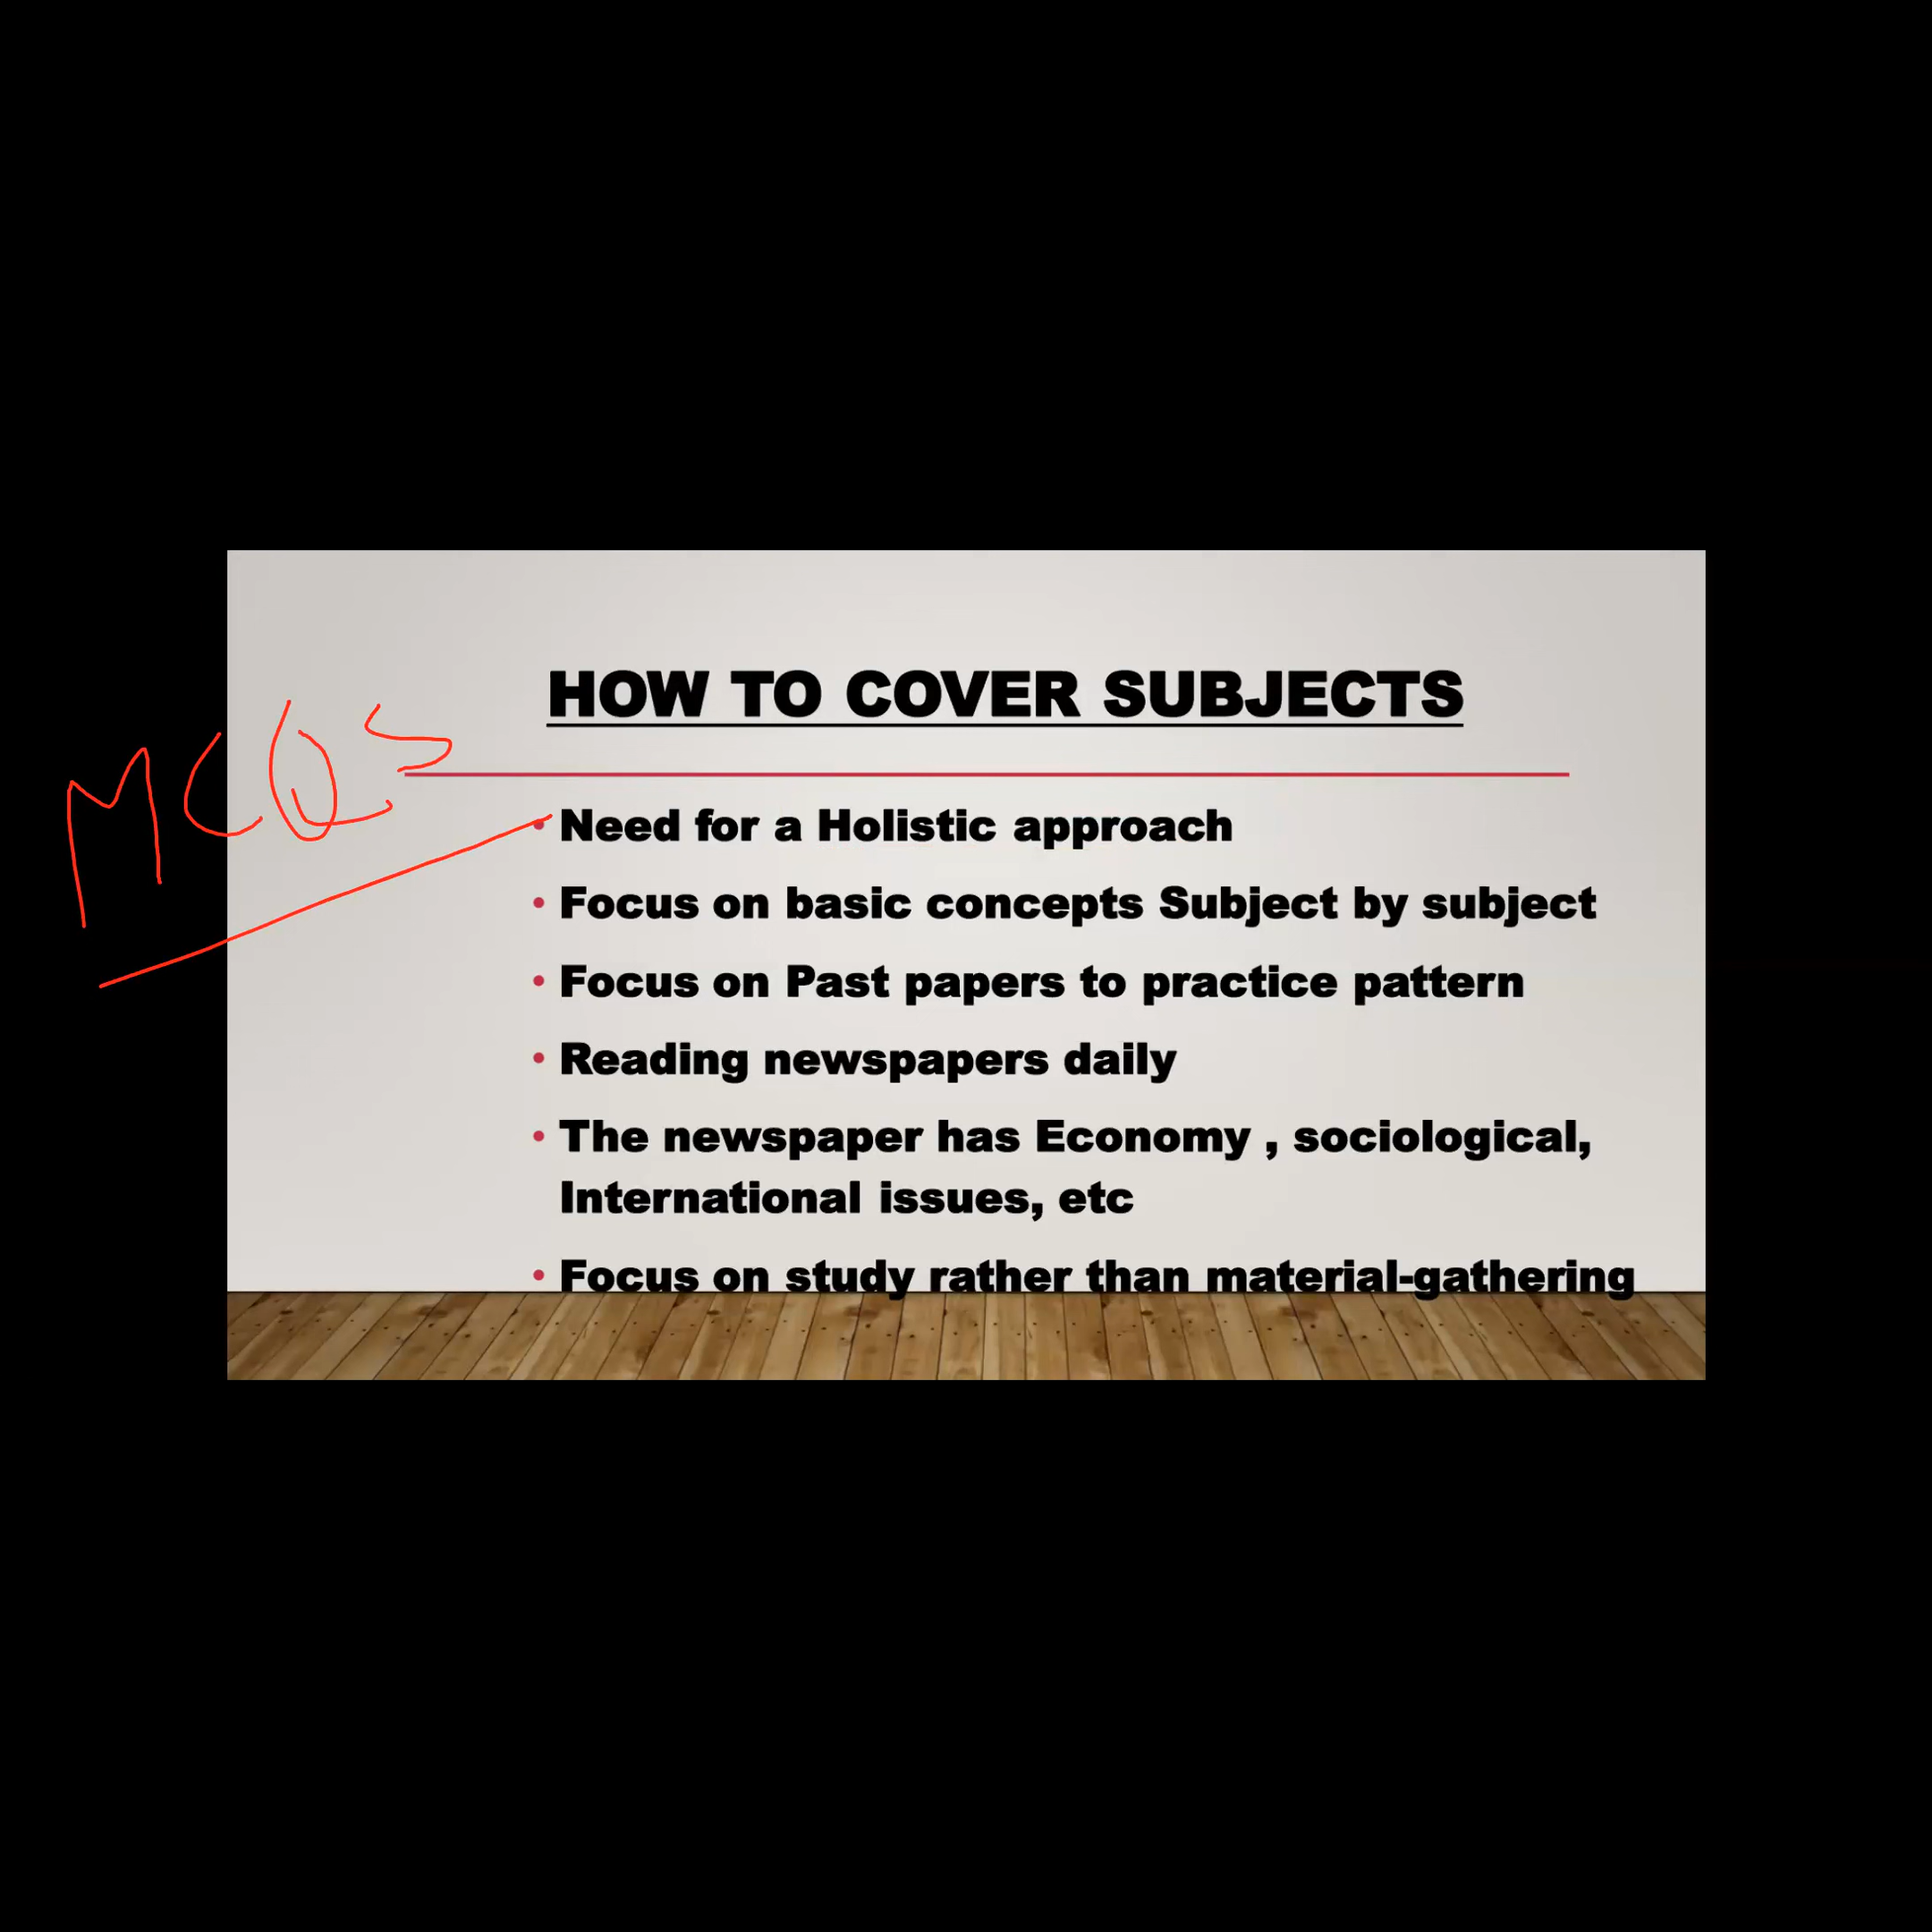 HOW TO COVER SUBJECTS
MCQS
• Need for a Holistic approach
• Focus on basic concepts Subject by subject
• Focus on Past papers to practice pattern
• Reading newspapers daily
• The newspaper has Economy , sociological,
International issues, etc
• Focus on study rather than material-gathering